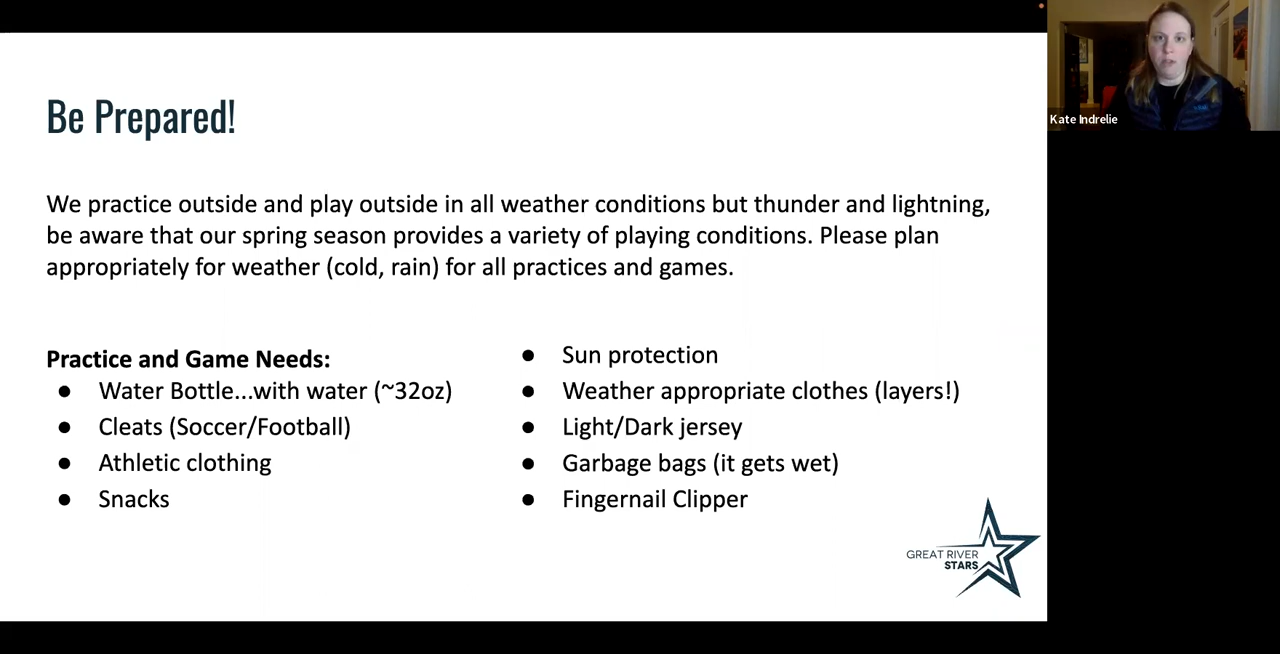 Be Prepared!
We practice outside and play outside in all weather conditions but thunder and lightning,
be aware that our spring season provides a variety of playing conditions. Please plan
appropriately for weather (cold, rain) for all practices and games.
Practice and Game Needs:
● Water Bottle...with water (~32oz)
● Cleats (Soccer/Football)
● Athletic clothing
● Snacks
● Sun protection
● Weather appropriate clothes (layers!)
● Light/Dark jersey
● Garbage bags (it gets wet)
● Fingernail Clipper
GREAT RIVER
STARS
Kate Indrelie